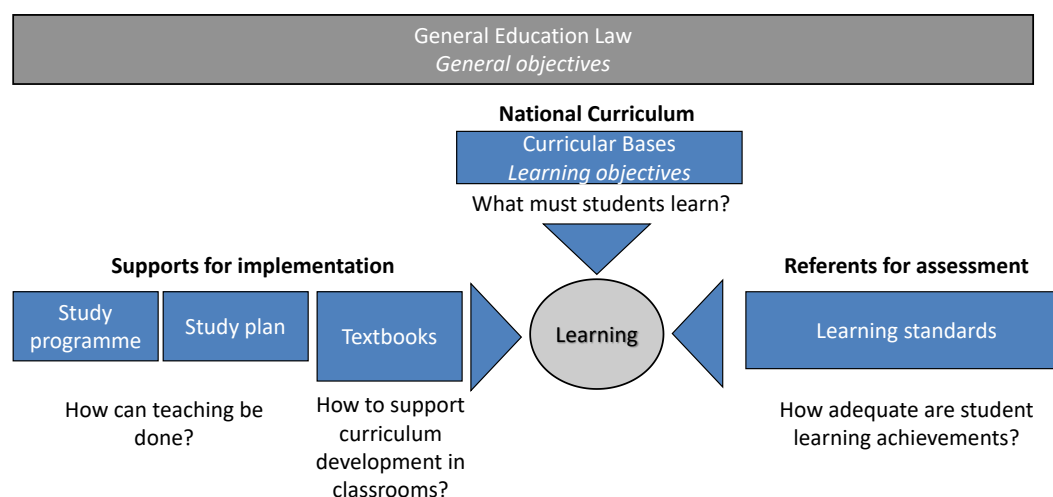 General Education Law
General objectives
National Curriculum
Curricular Bases
Learning objectives
What must students learn?
Supports for implementation
Referents for assessment
Study
programme
Study plan
Textbooks
Learning
Learning standards
How can teaching be
done?
How to support
curriculum
development in
classrooms?
How adequate are student
learning achievements?